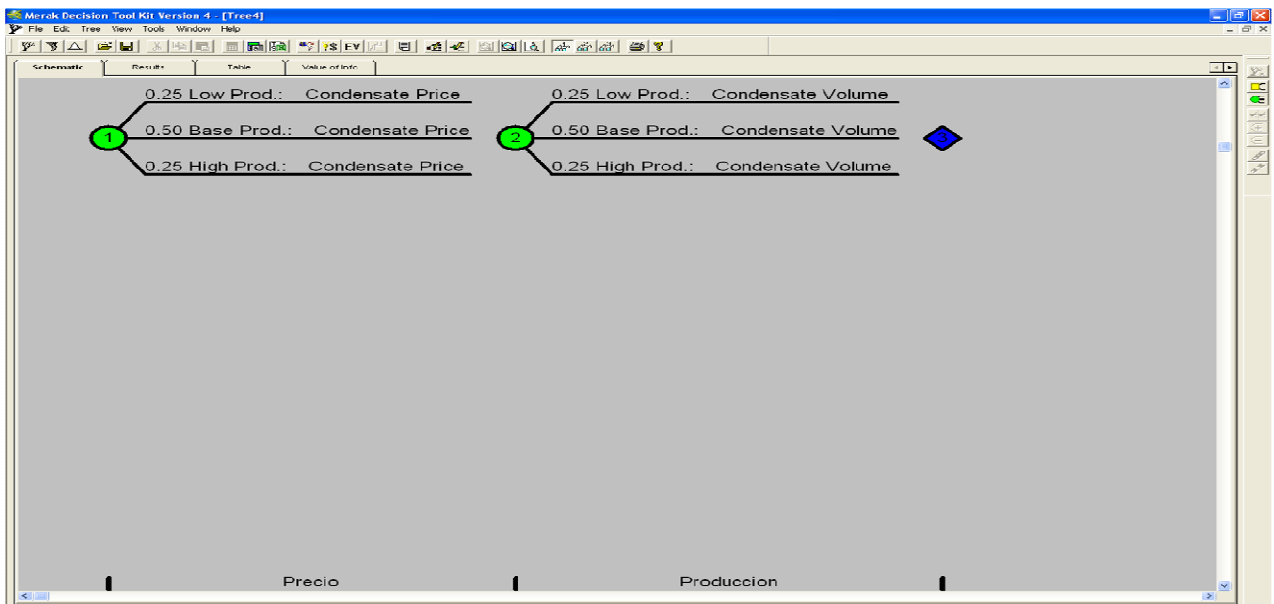 Merak Decision Tool Kit Version 4 - [Tree4]
File Edit Tree View Tools Window Help
?$ EV
Schematic Results Table Value of Info
0.25 Low Prod.: Condensate Price 0.25 Low Prod.: Condensate Volume
1 0.50 Base Prod.: Condensate Price 2 0.50 Base Prod.: Condensate Volume 3
0.25 High Prod.: Condensate Price 0.25 High Prod.: Condensate Volume
Precio Produccion